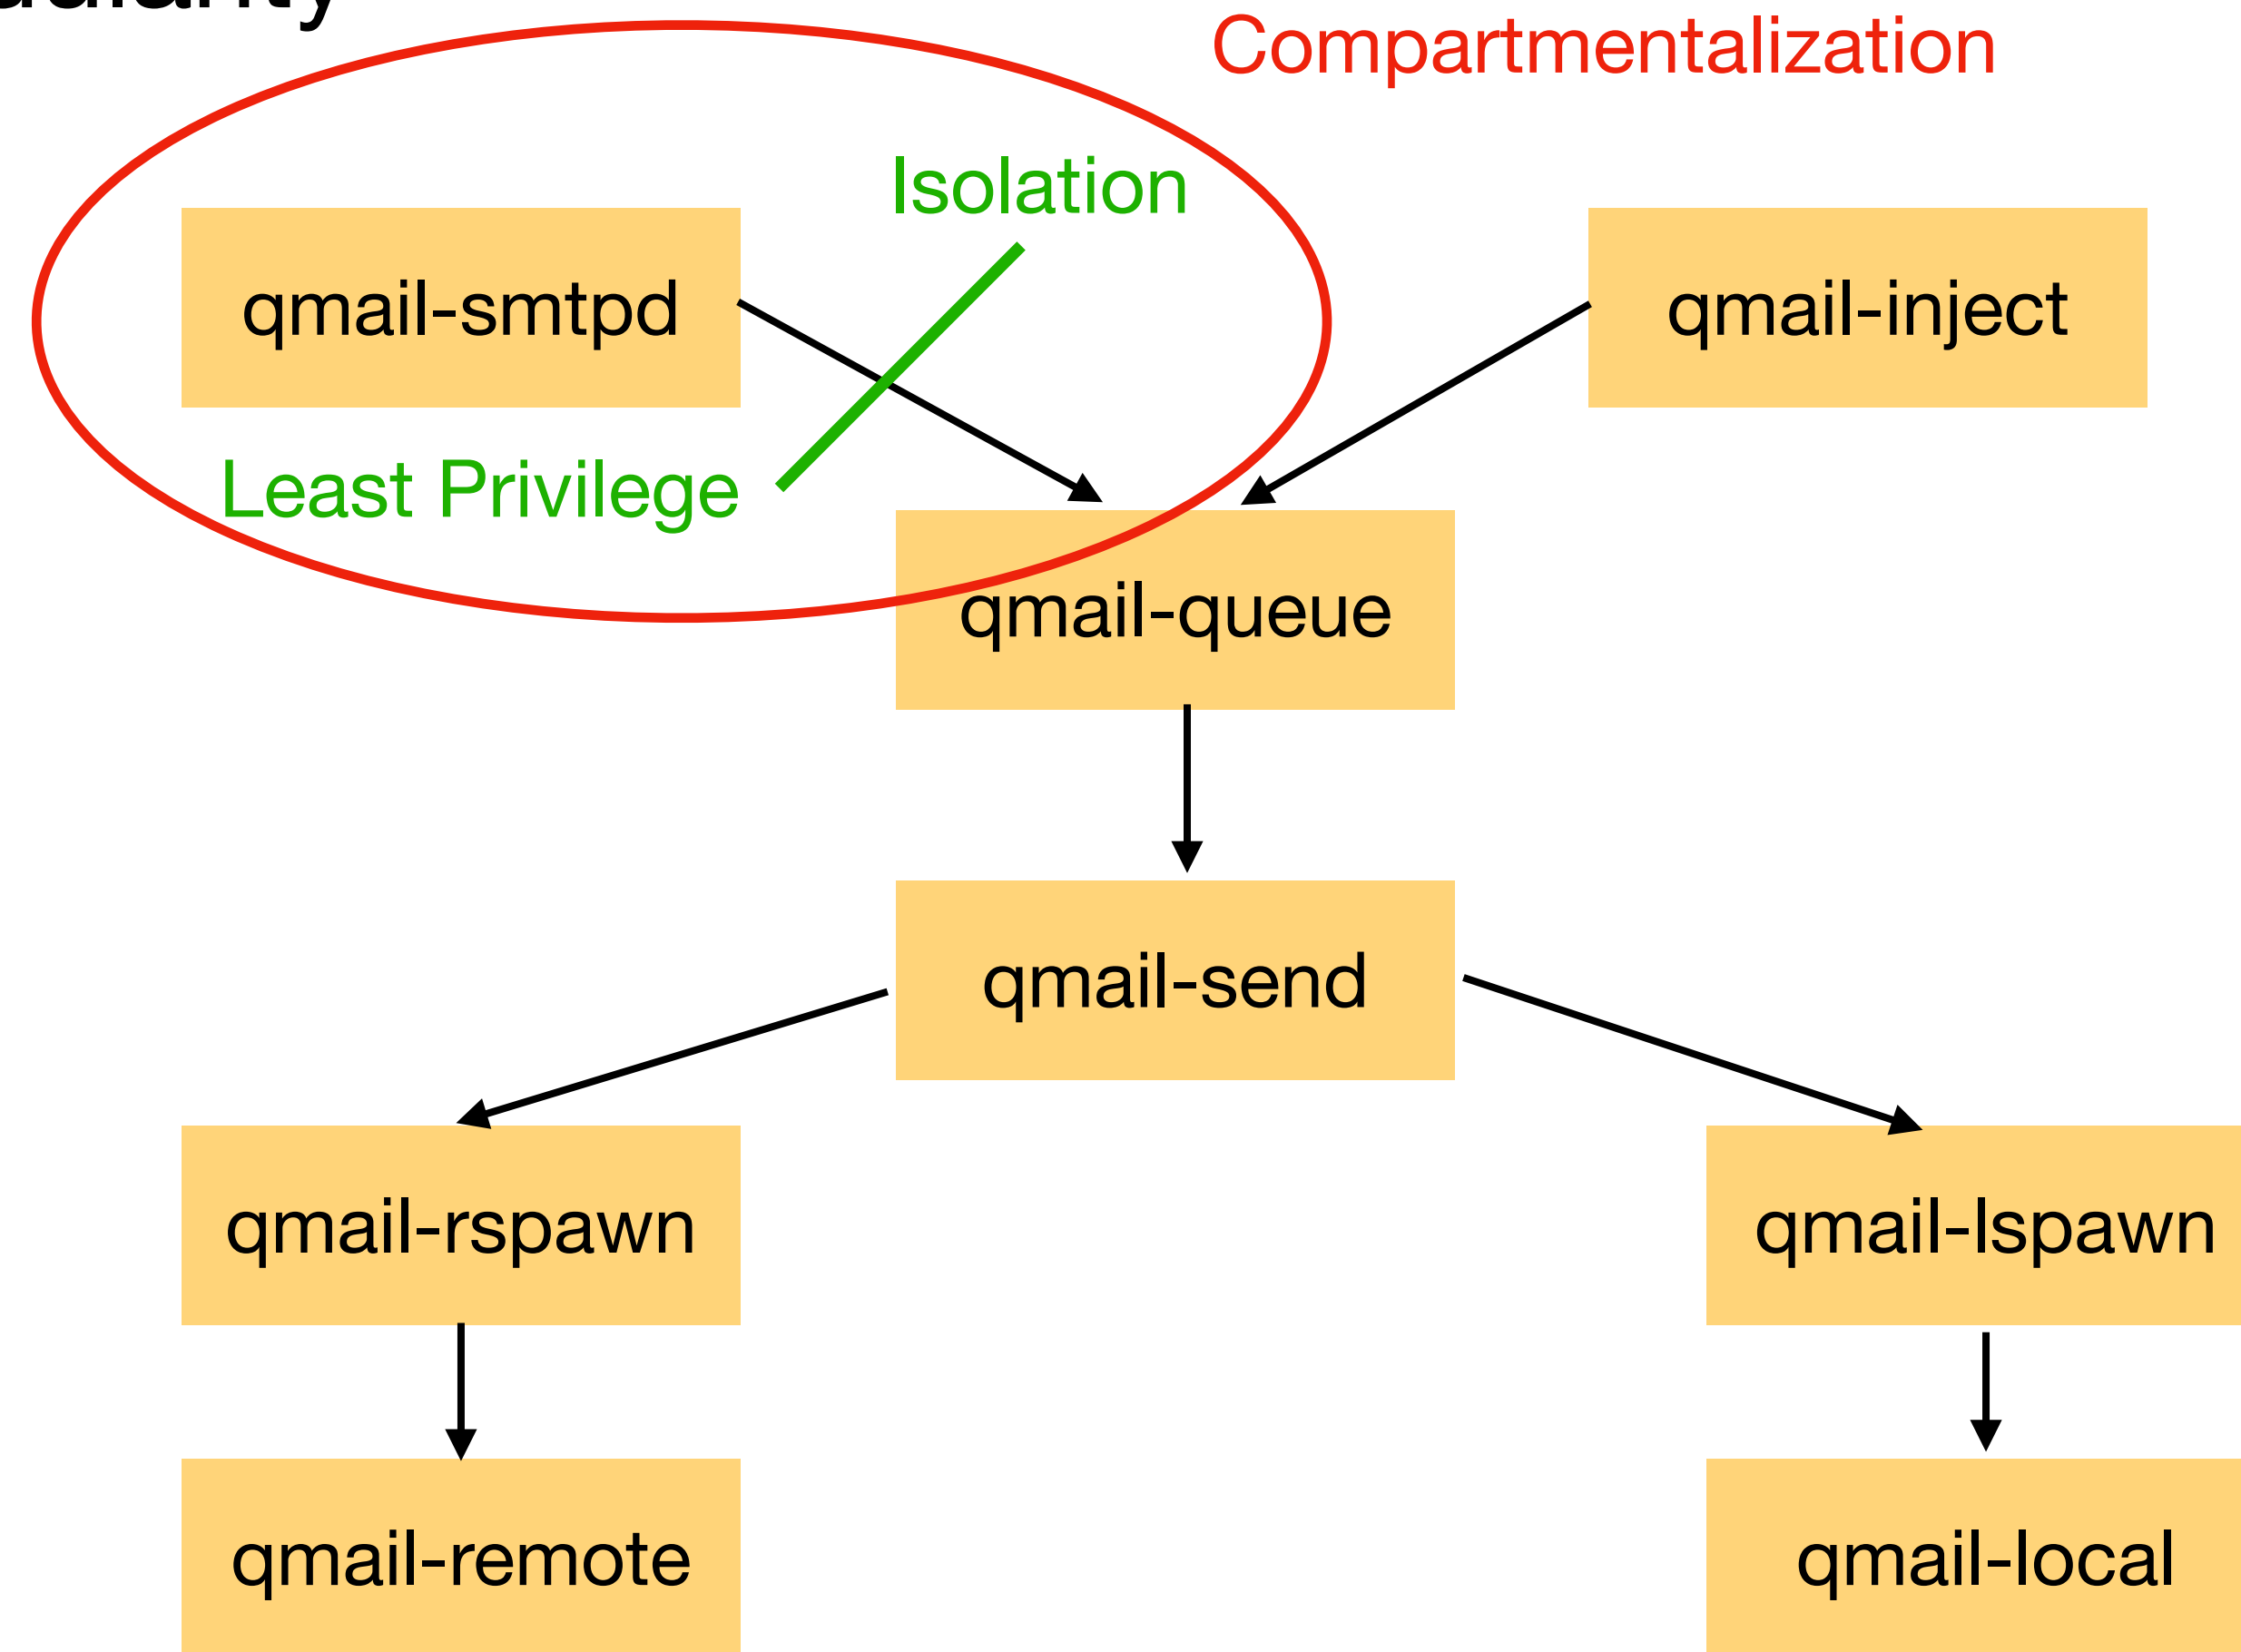 Compartmentalization
Isolation
qmail-smtpd
qmail-inject
Least Privilege
qmail-queue
qmail-send
qmail-rspawn
qmail-lspawn
qmail-remote
qmail-local